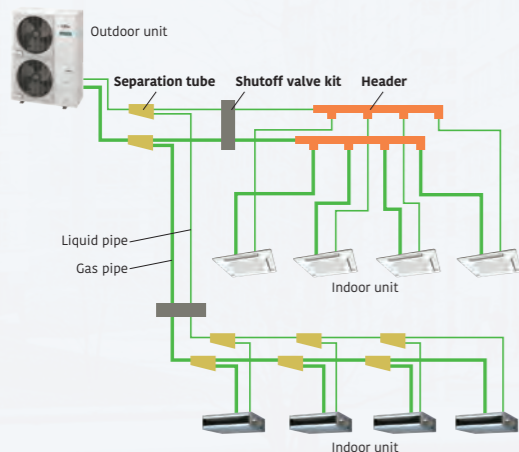 Outdoor unit
Separation tube
Shutoff valve kit
Header
Liquid pipe
Gas pipe
Indoor unit
Indoor unit